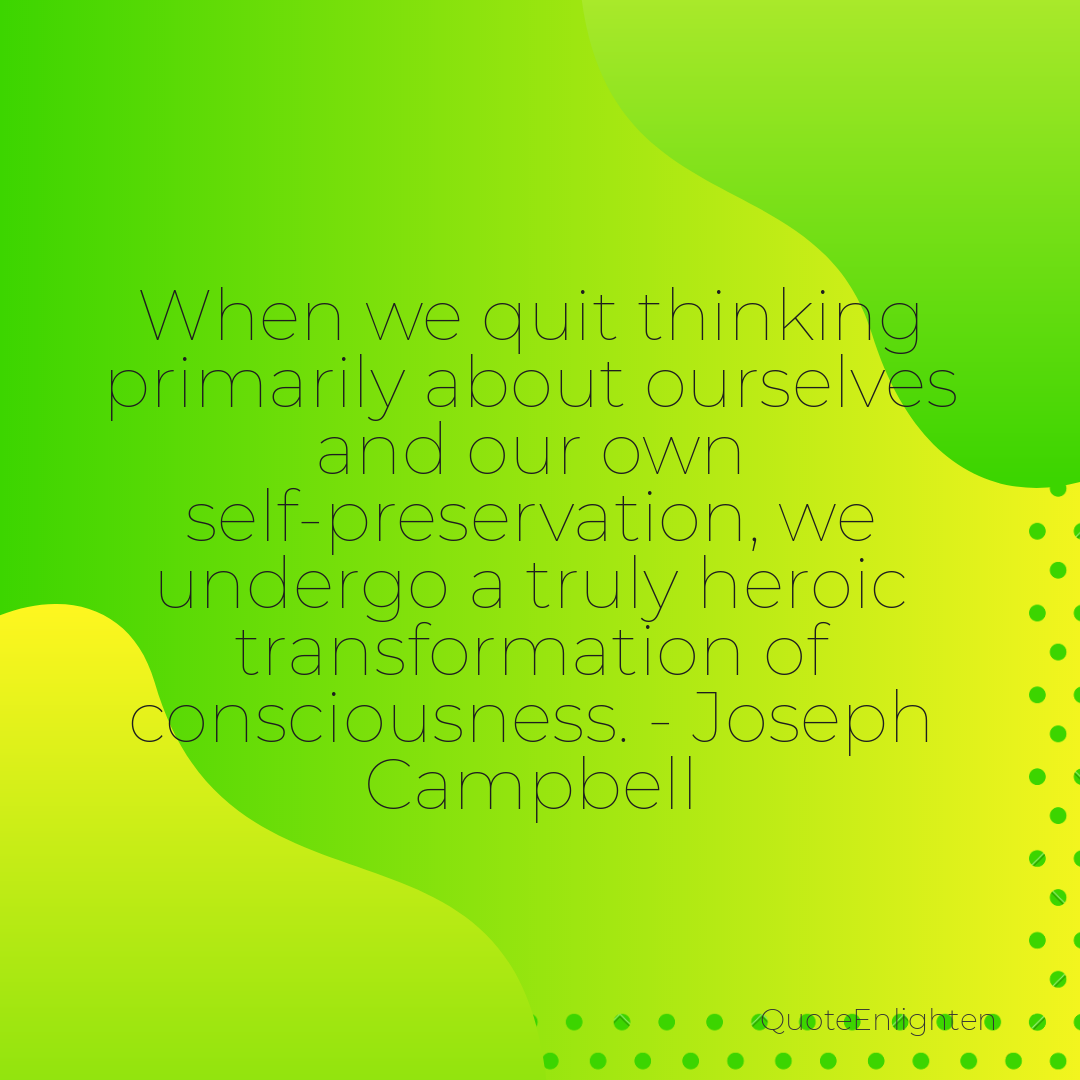 When we quit thinking
primarily about ourselves
and our own
self-preservation, we
undergo a truly heroic
transformation of
consciousness. - Joseph
Campbell
QuoteEnlighten